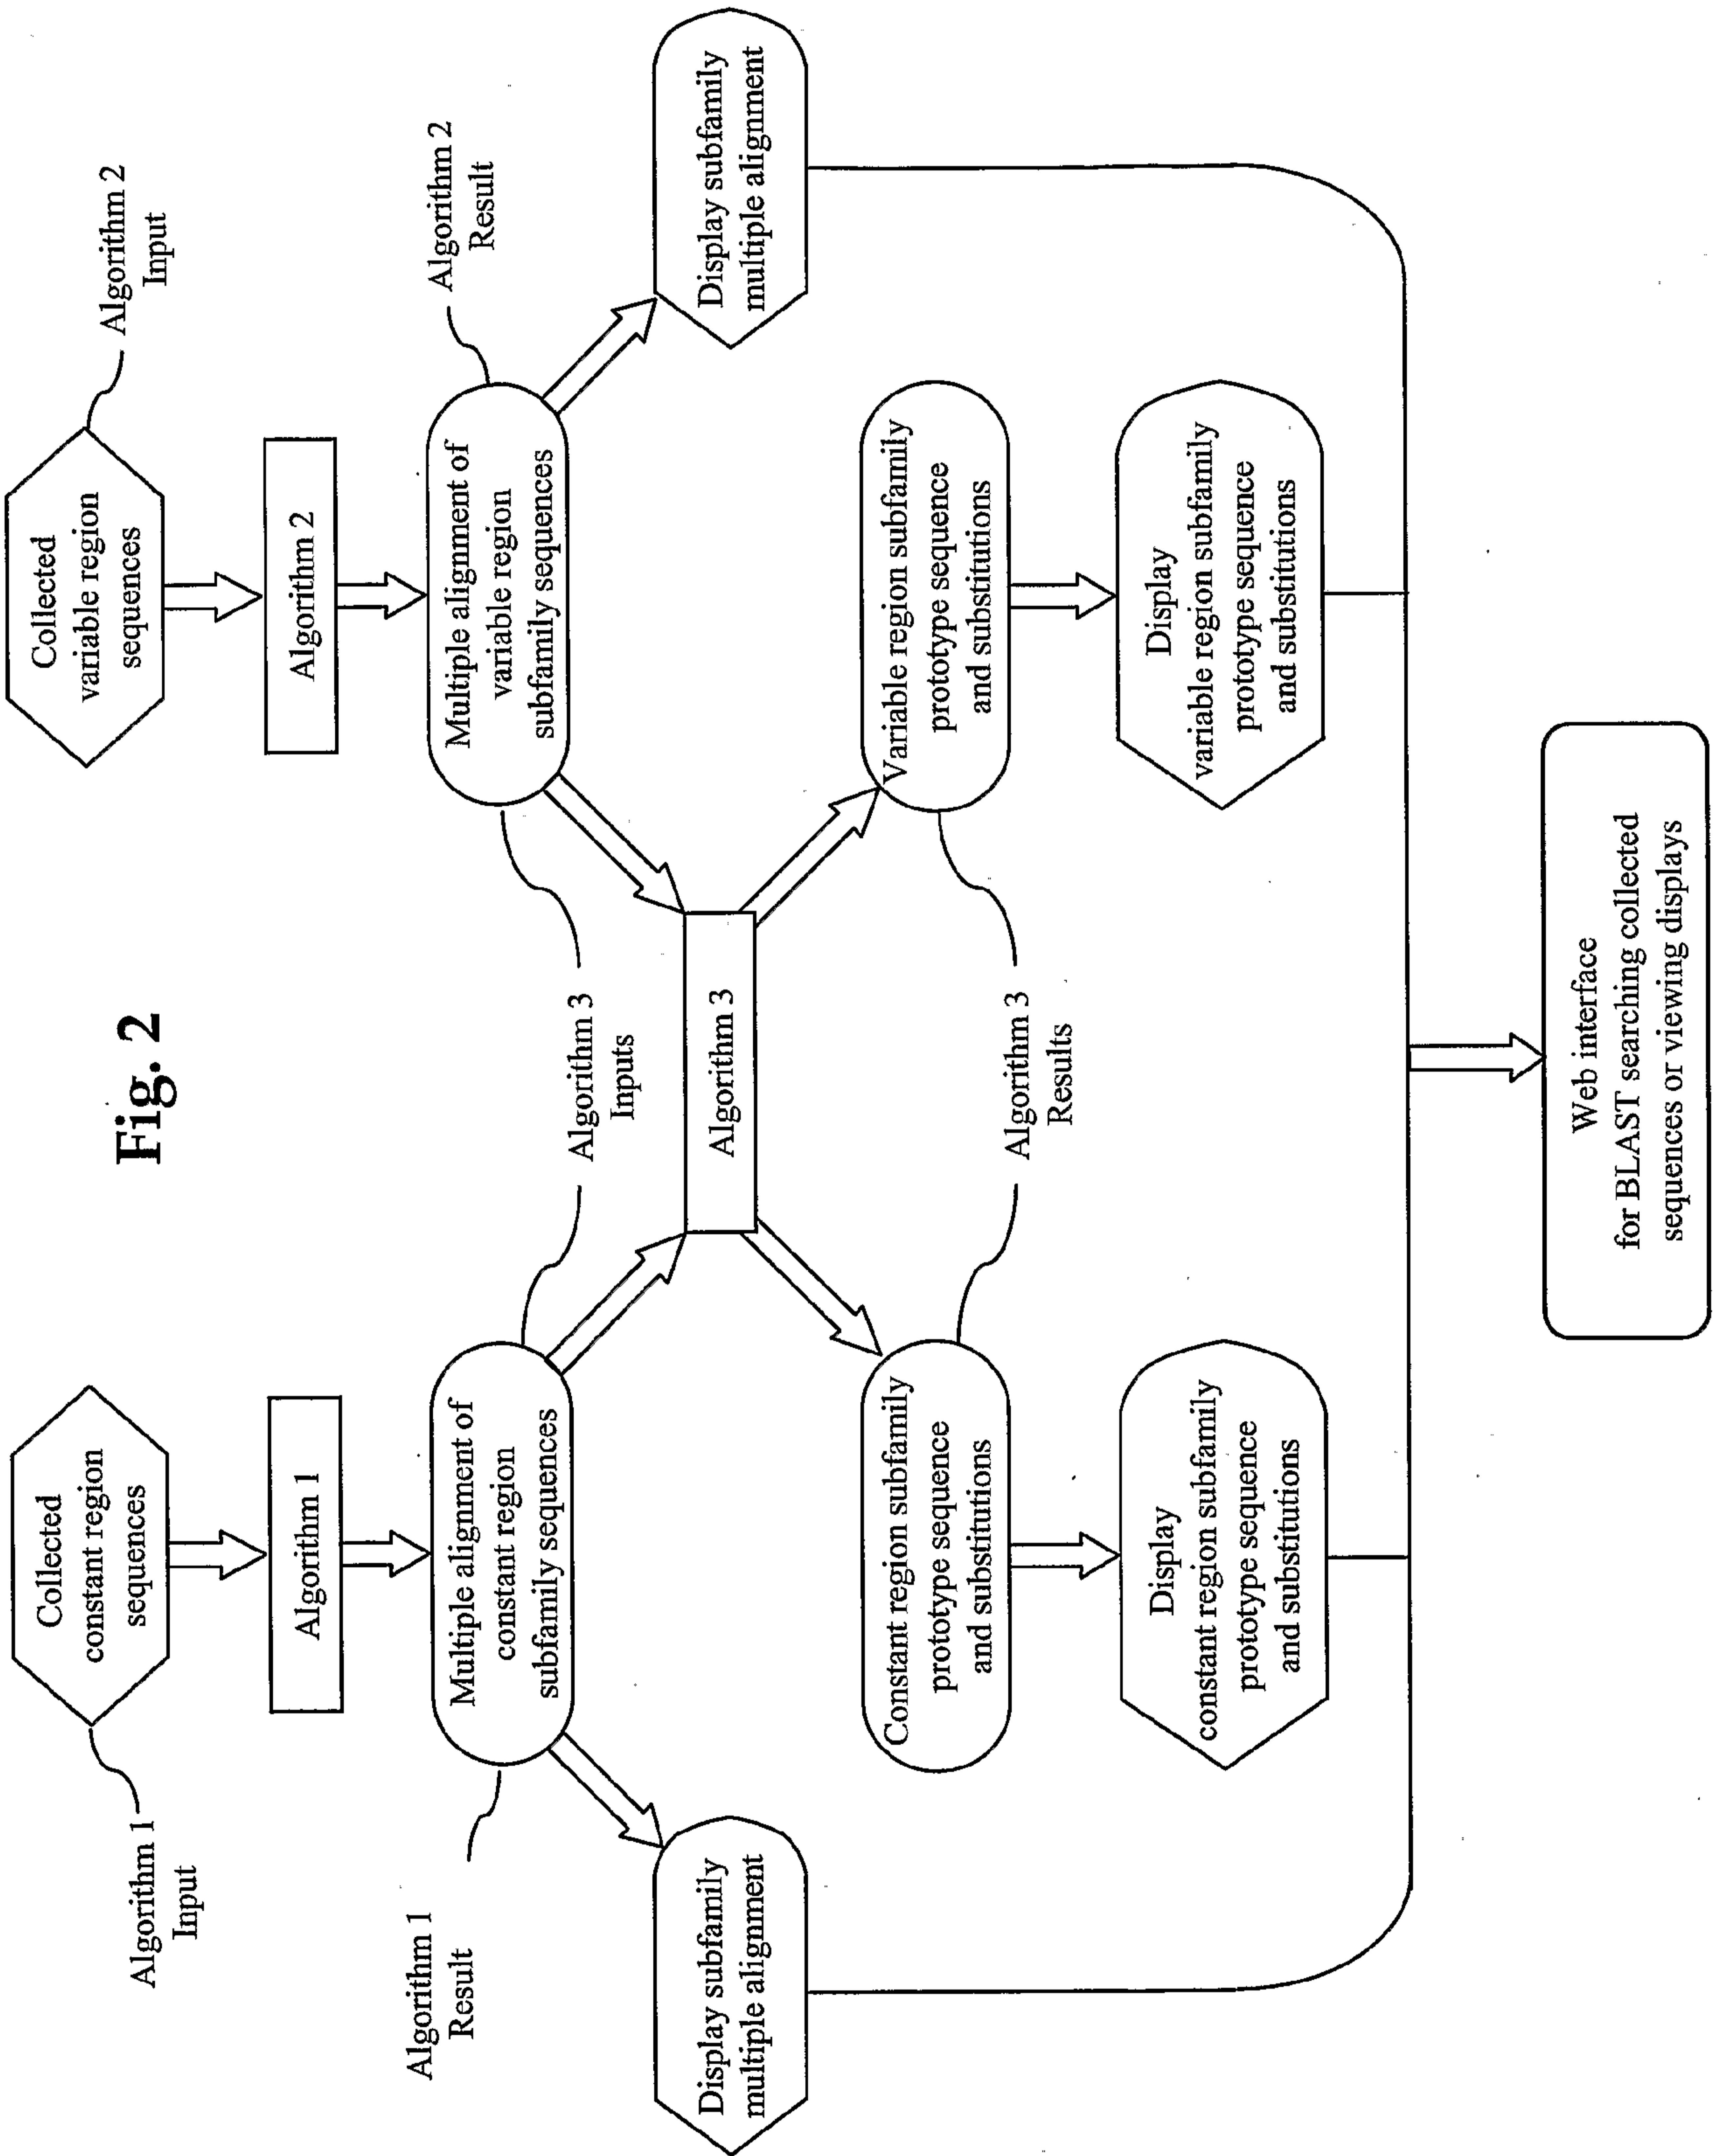 Fig. 2
Algorithm 1
Input
Collected
constant region
sequences
Collected
variable region
sequences
Algorithm 2
Input
Algorithm 1
Algorithm 2
Algorithm 1
Result
Multiple alignment of
constant region
subfamily sequences
Multiple alignment of
variable region
subfamily sequences
Algorithm 2
Result
Algorithm 3
Inputs
Display subfamily
multiple alignment
Algorithm 3
Display subfamily
multiple alignment
Constant region subfamily
prototype sequence
and substitutions
Algorithm 3
Results
Variable region subfamily
prototype sequence
and substitutions
Display
constant region subfamily
prototype sequence
and substitutions
Display
variable region subfamily
prototype sequence
and substitutions
Web interface
for BLAST searching collected
sequences or viewing displays